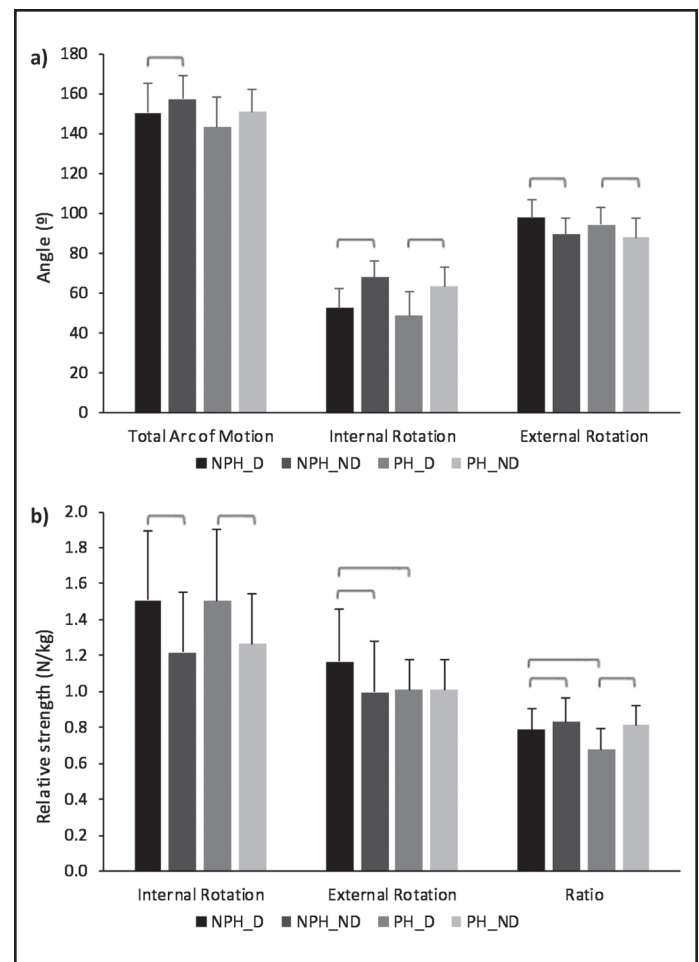 a)
Angle (º)
180
160
140
120
100
80
60
40
20
0
Total Arc of Motion Internal Rotation External Rotation
NPH_D NPH_ND PH_D PH_ND
b)
Relative strength (N/kg)
2.0
1.8
1.6
1.4
1.2
1.0
0.8
0.6
0.4
0.2
0.0
Internal Rotation External Rotation Ratio
NPH_D NPH_ND PH_D PH_ND